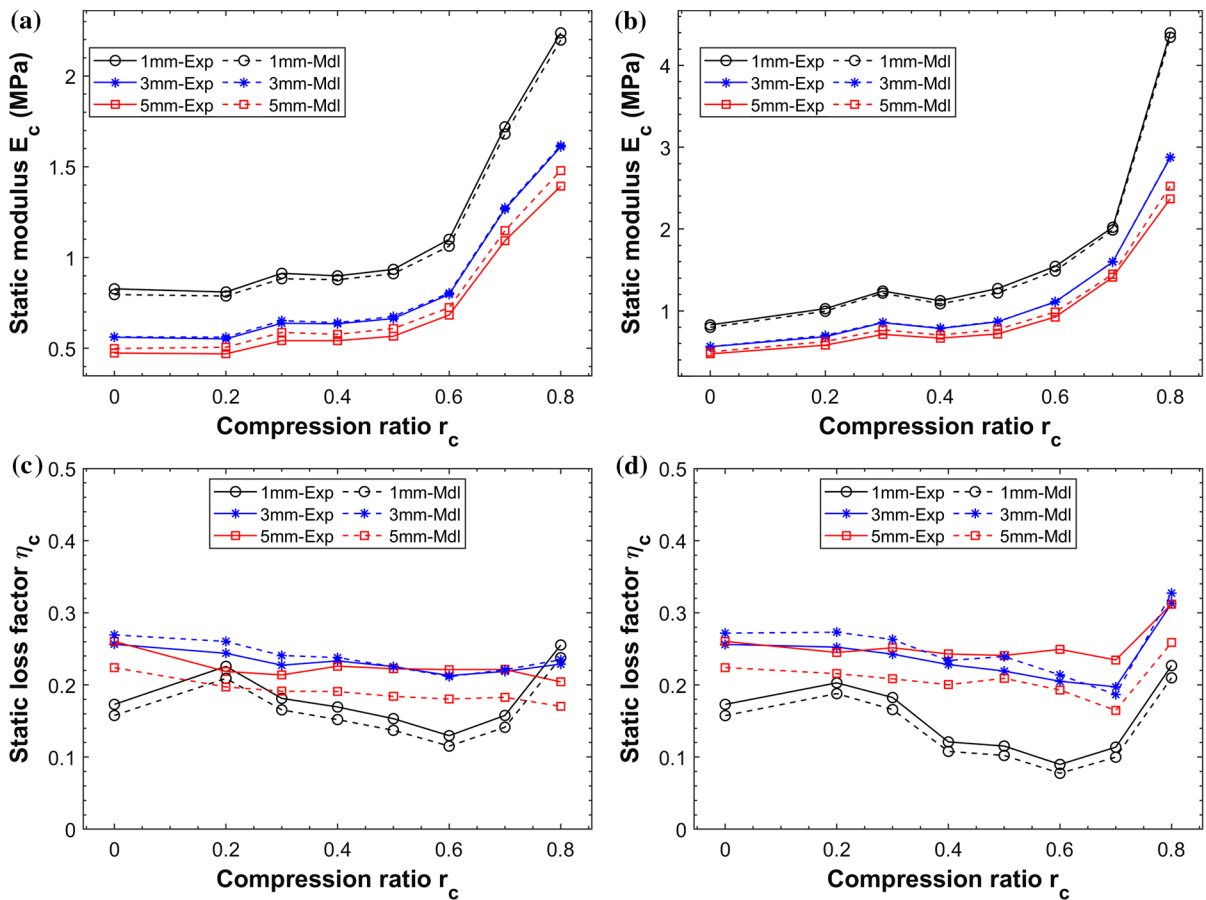 (a)
Static modulus E_c (MPa)
2
1.5
1
0.5
1mm-Exp 1mm-Mdl
3mm-Exp 3mm-Mdl
5mm-Exp 5mm-Mdl
0 0.2 0.4 0.6 0.8
Compression ratio r_c
(b)
Static modulus E_c (MPa)
4
3
2
1
1mm-Exp 1mm-Mdl
3mm-Exp 3mm-Mdl
5mm-Exp 5mm-Mdl
0 0.2 0.4 0.6 0.8
Compression ratio r_c
(c)
Static loss factor η_c
0.5
0.4
0.3
0.2
0.1
0
1mm-Exp 1mm-Mdl
3mm-Exp 3mm-Mdl
5mm-Exp 5mm-Mdl
0 0.2 0.4 0.6 0.8
Compression ratio r_c
(d)
Static loss factor η_c
0.5
0.4
0.3
0.2
0.1
0
1mm-Exp 1mm-Mdl
3mm-Exp 3mm-Mdl
5mm-Exp 5mm-Mdl
0 0.2 0.4 0.6 0.8
Compression ratio r_c